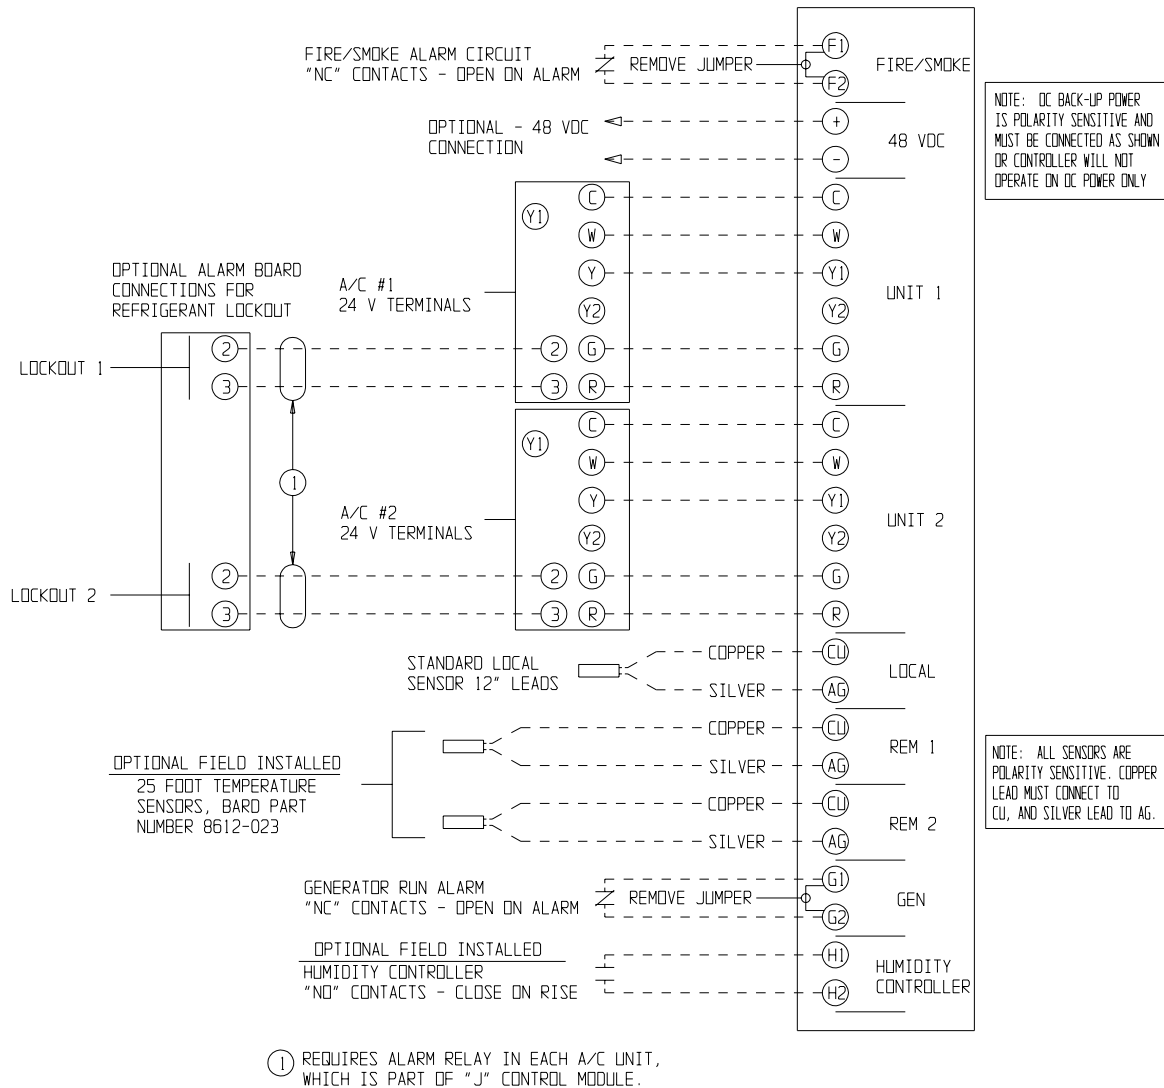 FIRE/SMOKE ALARM CIRCUIT
"NC" CONTACTS - OPEN ON ALARM
REMOVE JUMPER
F1
F2
FIRE/SMOKE
OPTIONAL - 48 VDC
CONNECTION
+
-
48 VDC
NOTE: DC BACK-UP POWER
IS POLARITY SENSITIVE AND
MUST BE CONNECTED AS SHOWN
OR CONTROLLER WILL NOT
OPERATE ON DC POWER ONLY
OPTIONAL ALARM BOARD
CONNECTIONS FOR
REFRIGERANT LOCKOUT
LOCKOUT 1
2
3
A/C #1
24 V TERMINALS
Y1
C
W
Y
Y2
2 G
3 R
C
W
Y1
Y2
G
R
UNIT 1
1
A/C #2
24 V TERMINALS
Y1
C
W
Y
Y2
2 G
3 R
C
W
Y1
Y2
G
R
UNIT 2
LOCKOUT 2
2
3
STANDARD LOCAL
SENSOR 12" LEADS
COPPER CU
SILVER AG
LOCAL
OPTIONAL FIELD INSTALLED
25 FOOT TEMPERATURE
SENSORS, BARD PART
NUMBER 8612-023
COPPER CU
SILVER AG
REM 1
COPPER CU
SILVER AG
REM 2
NOTE: ALL SENSORS ARE
POLARITY SENSITIVE. COPPER
LEAD MUST CONNECT TO
CU, AND SILVER LEAD TO AG.
GENERATOR RUN ALARM
"NC" CONTACTS - OPEN ON ALARM
REMOVE JUMPER
G1
G2
GEN
OPTIONAL FIELD INSTALLED
HUMIDITY CONTROLLER
"NO" CONTACTS - CLOSE ON RISE
H1
H2
HUMIDITY
CONTROLLER
1 REQUIRES ALARM RELAY IN EACH A/C UNIT,
WHICH IS PART OF "J" CONTROL MODULE.